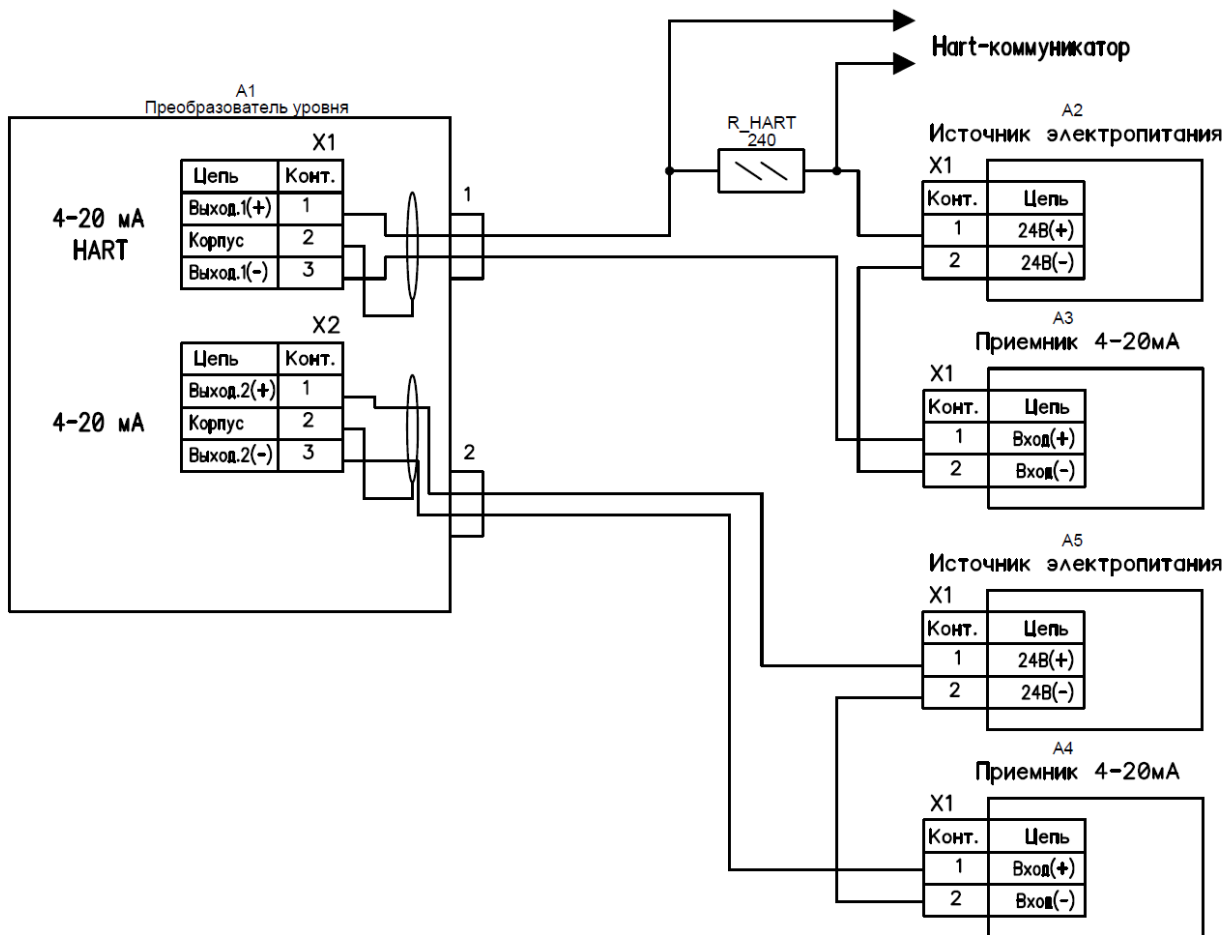 Hart-коммуникатор
A1
Преобразователь уровня
4-20 мА
HART
X1
Цепь Конт.
Выход.1(+) 1
Корпус 2
Выход.1(-) 3
1
X2
4-20 мА
Цепь Конт.
Выход.2(+) 1
Корпус 2
Выход.2(-) 3
2
R_HART
240
A2
Источник электропитания
X1
Конт. Цепь
1 24В(+)
2 24В(-)
A3
Приемник 4-20мА
X1
Конт. Цепь
1 Вход(+)
2 Вход(-)
A5
Источник электропитания
X1
Конт. Цепь
1 24В(+)
2 24В(-)
A4
Приемник 4-20мА
X1
Конт. Цепь
1 Вход(+)
2 Вход(-)